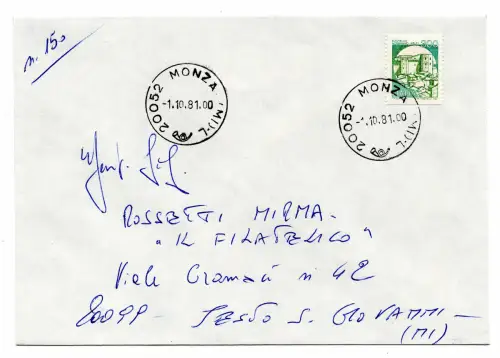 n. 150
200
20052 MONZA (MI)-L
-1.10.81.00
20052 MONZA (MI)-L
-1.10.81.00
ROSSETTI MIRMA -
"IL FILATELICO"
Viale Gramsci n 42
20099 - SESTO S. GIOVANNI -
(MI)